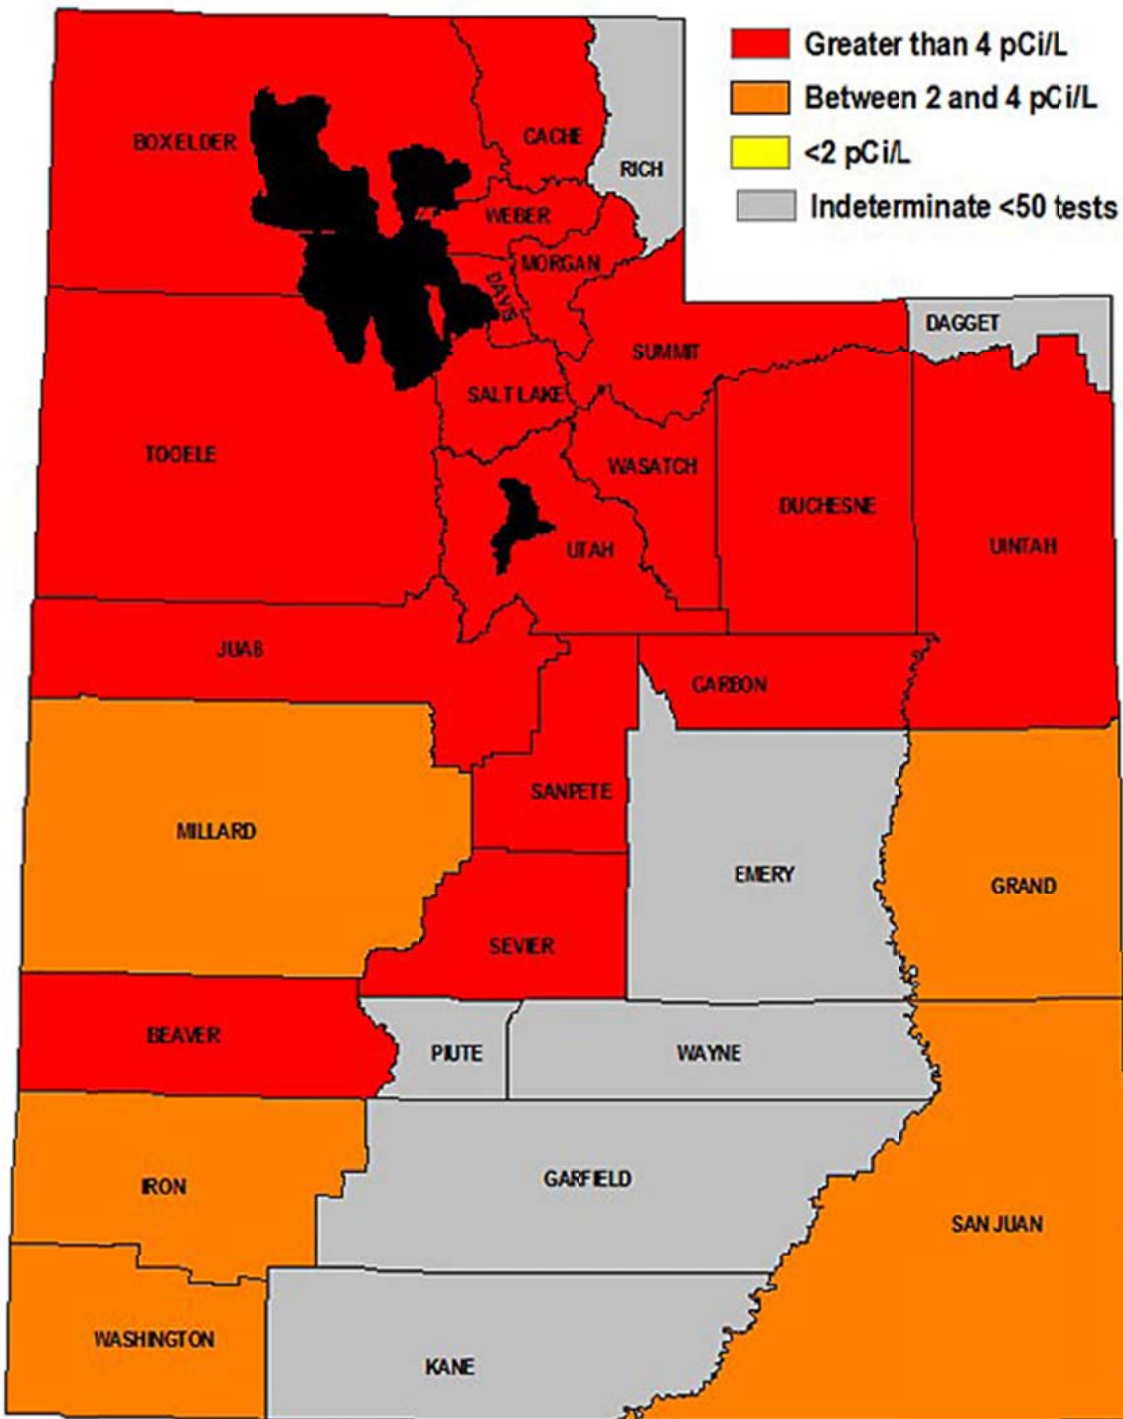 Greater than 4 pCi/L
Between 2 and 4 pCi/L
<2 pCi/L
Indeterminate <50 tests
BOXELDER
CACHE
RICH
WEBER
MORGAN
DAVIS
DAGGET
SUMMIT
SALT LAKE
TOOELE
WASATCH
DUCHESNE
UTAH
UINTAH
JUAB
CARBON
SANPETE
MILLARD
EMERY
GRAND
SEVIER
BEAVER
PIUTE
WAYNE
GARFIELD
IRON
SAN JUAN
WASHINGTON
KANE